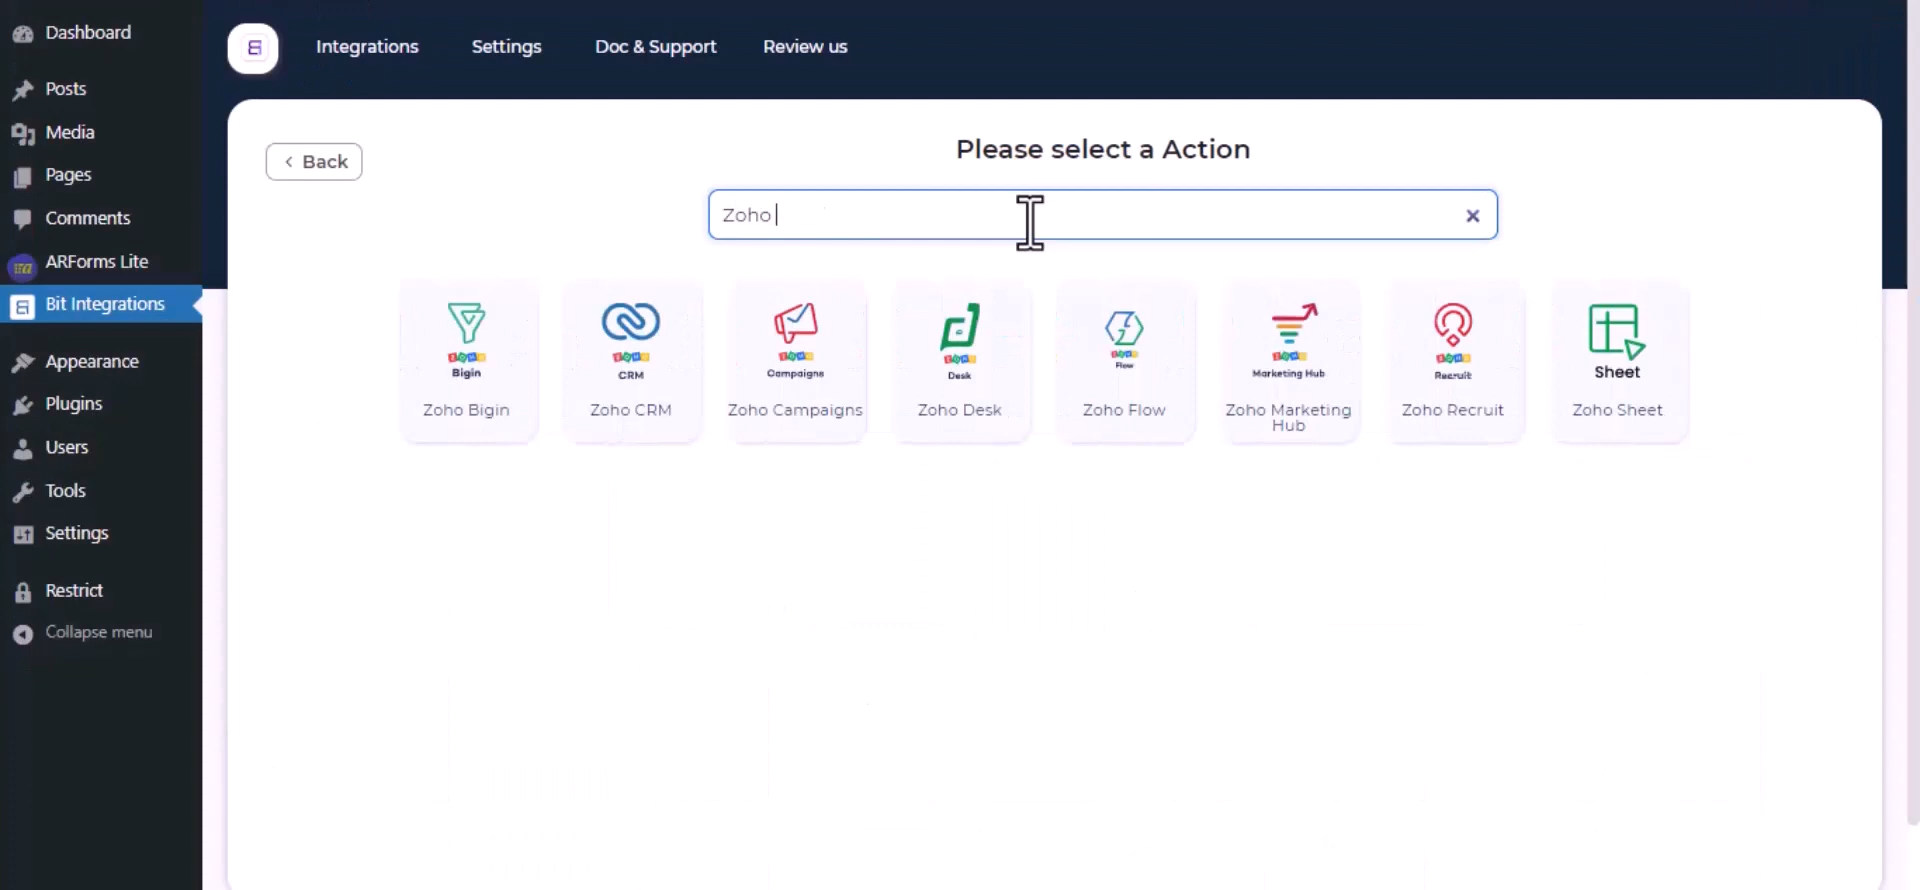 Dashboard
Posts
Media
Pages
Comments
ARForms Lite
Bit Integrations
Appearance
Plugins
Users
Tools
Settings
Restrict
Collapse menu
Integrations Settings Doc & Support Review us
Back
Please select a Action
Zoho
Bigin
Zoho Bigin
CRM
Zoho CRM
Campaigns
Zoho Campaigns
Desk
Zoho Desk
Flow
Zoho Flow
Marketing Hub
Zoho Marketing
Hub
Recruit
Zoho Recruit
Sheet
Zoho Sheet